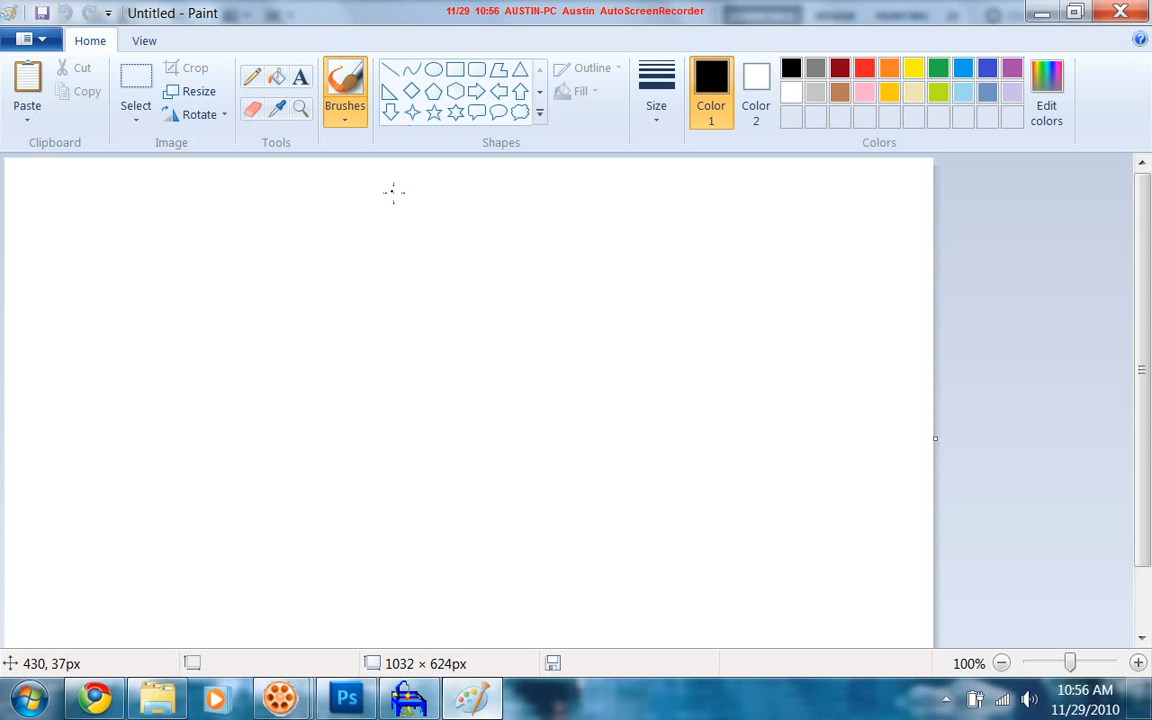 Untitled - Paint
11/29 10:56 AUSTIN-PC Austin AutoScreenRecorder
Home View
Paste
Cut
Copy
Clipboard
Select
Crop
Resize
Rotate
Image
A
Tools
Brushes
Shapes
Outline
Fill
Size
Color 1
Color 2
Edit colors
Colors
430, 37px
1032 × 624px
100%
Ps
10:56 AM
11/29/2010